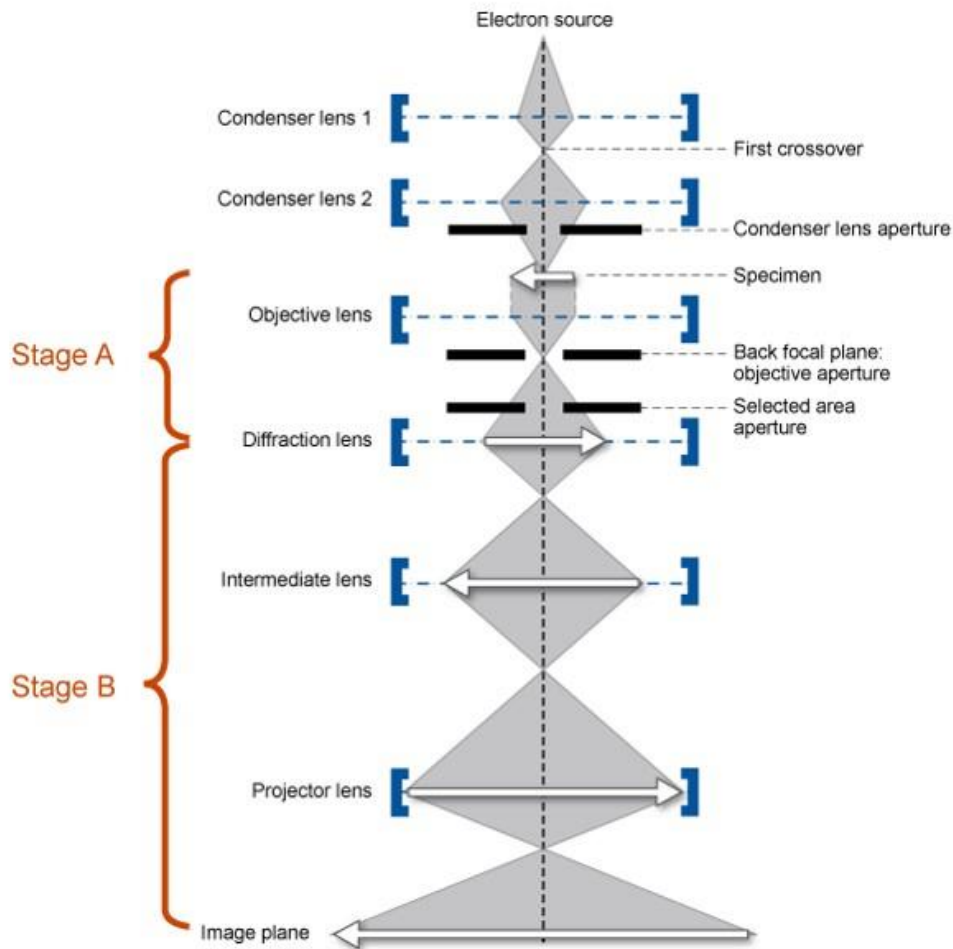 Electron source
Condenser lens 1
First crossover
Condenser lens 2
Condenser lens aperture
Specimen
Objective lens
Stage A
Back focal plane:
objective aperture
Selected area
aperture
Diffraction lens
Intermediate lens
Stage B
Projector lens
Image plane